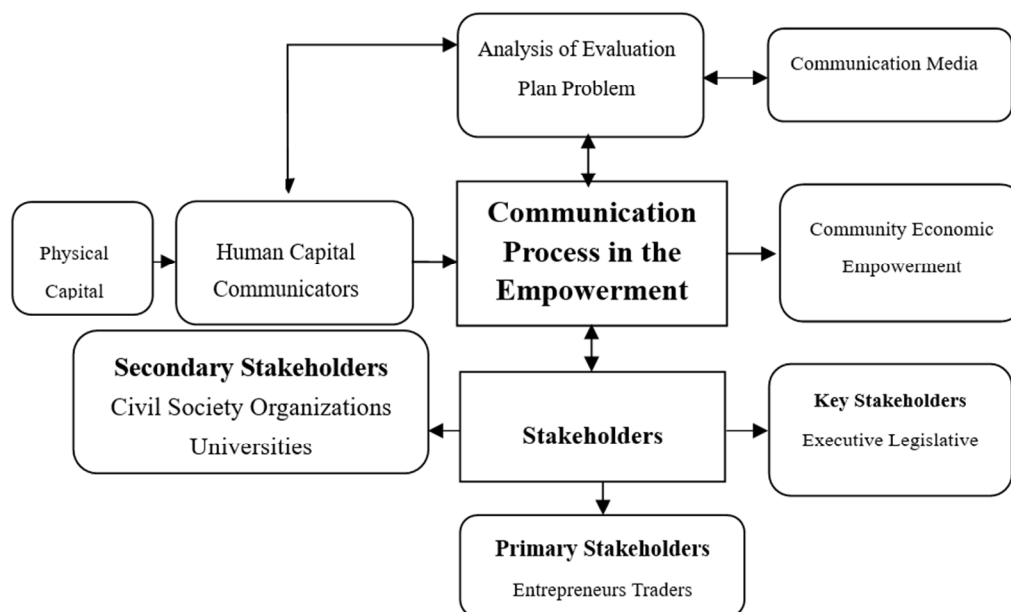 Analysis of Evaluation
Plan Problem
Communication Media
Physical
Capital
Human Capital
Communicators
Communication
Process in the
Empowerment
Community Economic
Empowerment
Secondary Stakeholders
Civil Society Organizations
Universities
Stakeholders
Key Stakeholders
Executive Legislative
Primary Stakeholders
Entrepreneurs Traders